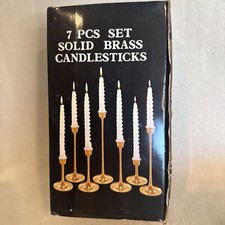 7 PCS SET
SOLID BRASS
CANDLESTICKS